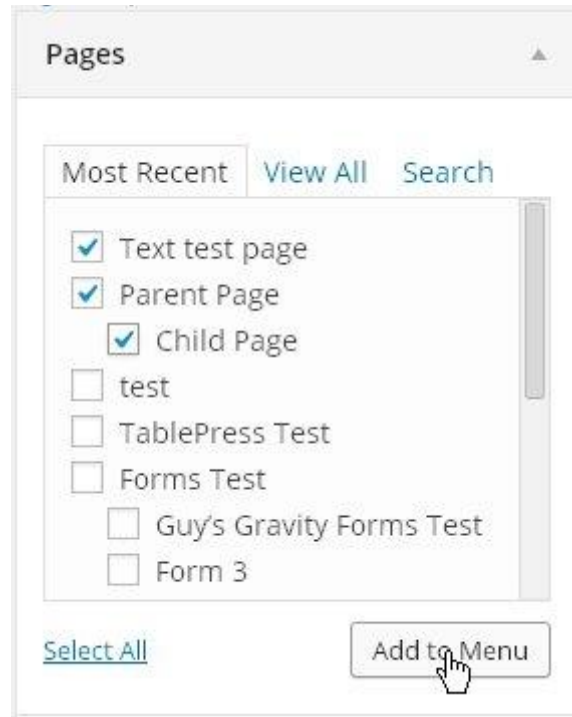 Pages
Most Recent View All Search
Text test page
Parent Page
Child Page
test
TablePress Test
Forms Test
Guy's Gravity Forms Test
Form 3
Select All Add to Menu